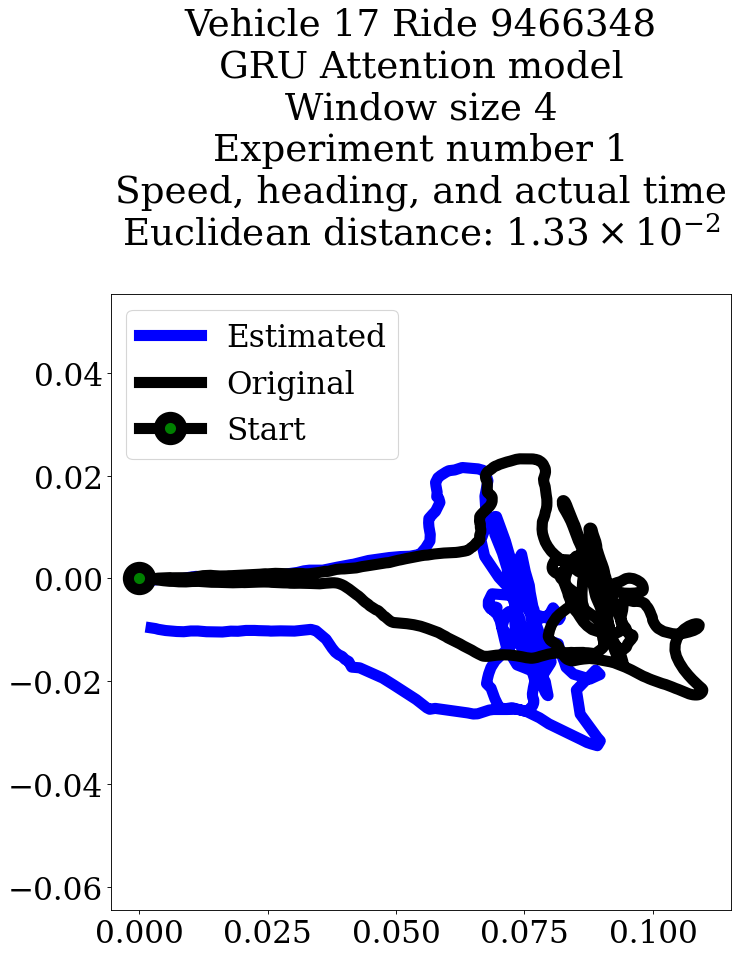 Vehicle 17 Ride 9466348
GRU Attention model
Window size 4
Experiment number 1
Speed, heading, and actual time
Euclidean distance: 1.33 × 10⁻²
Estimated
Original
Start
0.04
0.02
0.00
−0.02
−0.04
−0.06
0.000 0.025 0.050 0.075 0.100